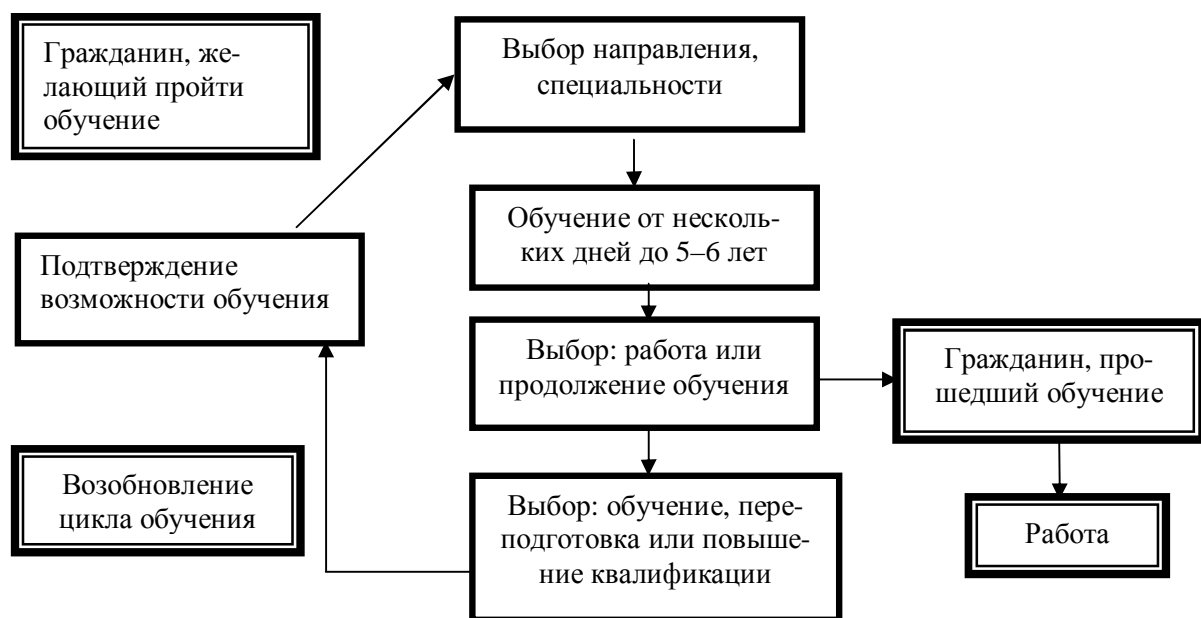 Гражданин, же-
лающий пройти
обучение
Выбор направления,
специальности
Обучение от несколь-
ких дней до 5–6 лет
Подтверждение
возможности обучения
Выбор: работа или
продолжение обучения
Гражданин, про-
шедший обучение
Возобновление
цикла обучения
Выбор: обучение, пере-
подготовка или повыше-
ние квалификации
Работа